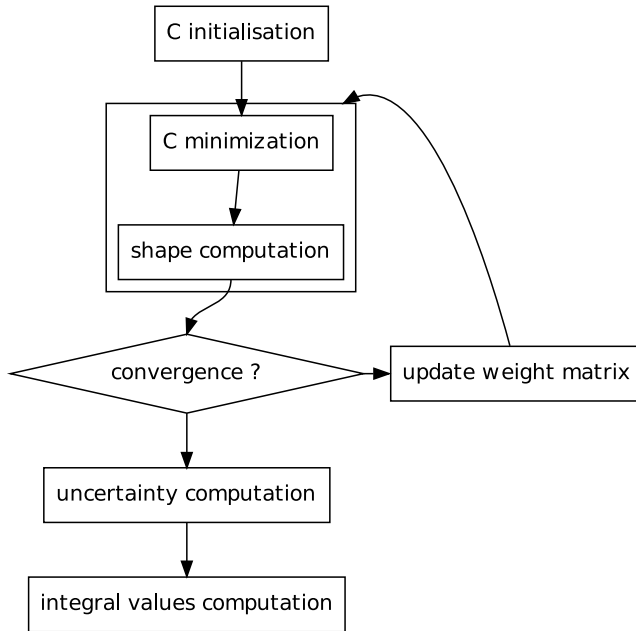 C initialisation
C minimization
shape computation
convergence ?
update weight matrix
uncertainty computation
integral values computation